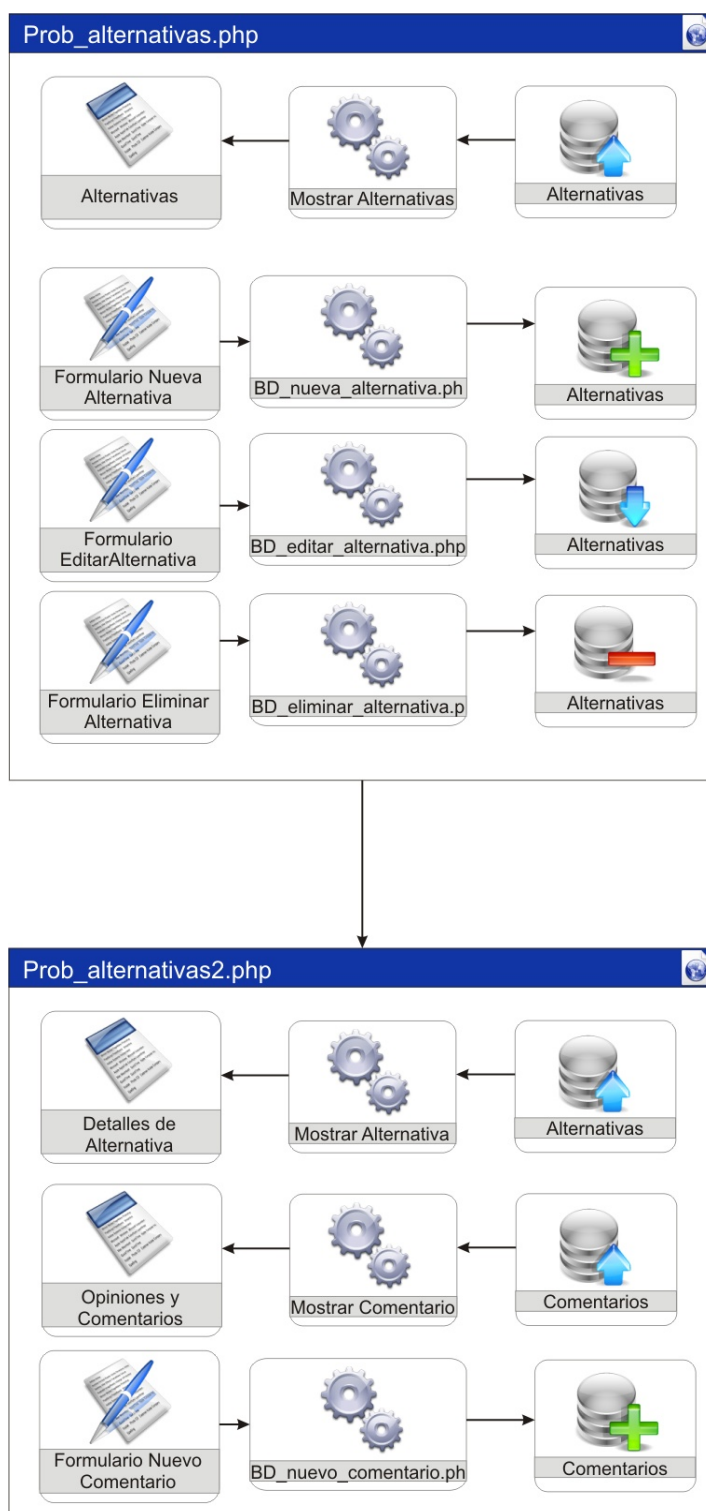 Prob_alternativas.php
Alternativas
Mostrar Alternativas
Alternativas
Formulario Nueva
Alternativa
BD_nueva_alternativa.ph
Alternativas
Formulario
EditarAlternativa
BD_editar_alternativa.php
Alternativas
Formulario Eliminar
Alternativa
BD_eliminar_alternativa.p
Alternativas
Prob_alternativas2.php
Detalles de
Alternativa
Mostrar Alternativa
Alternativas
Opiniones y
Comentarios
Mostrar Comentario
Comentarios
Formulario Nuevo
Comentario
BD_nuevo_comentario.ph
Comentarios